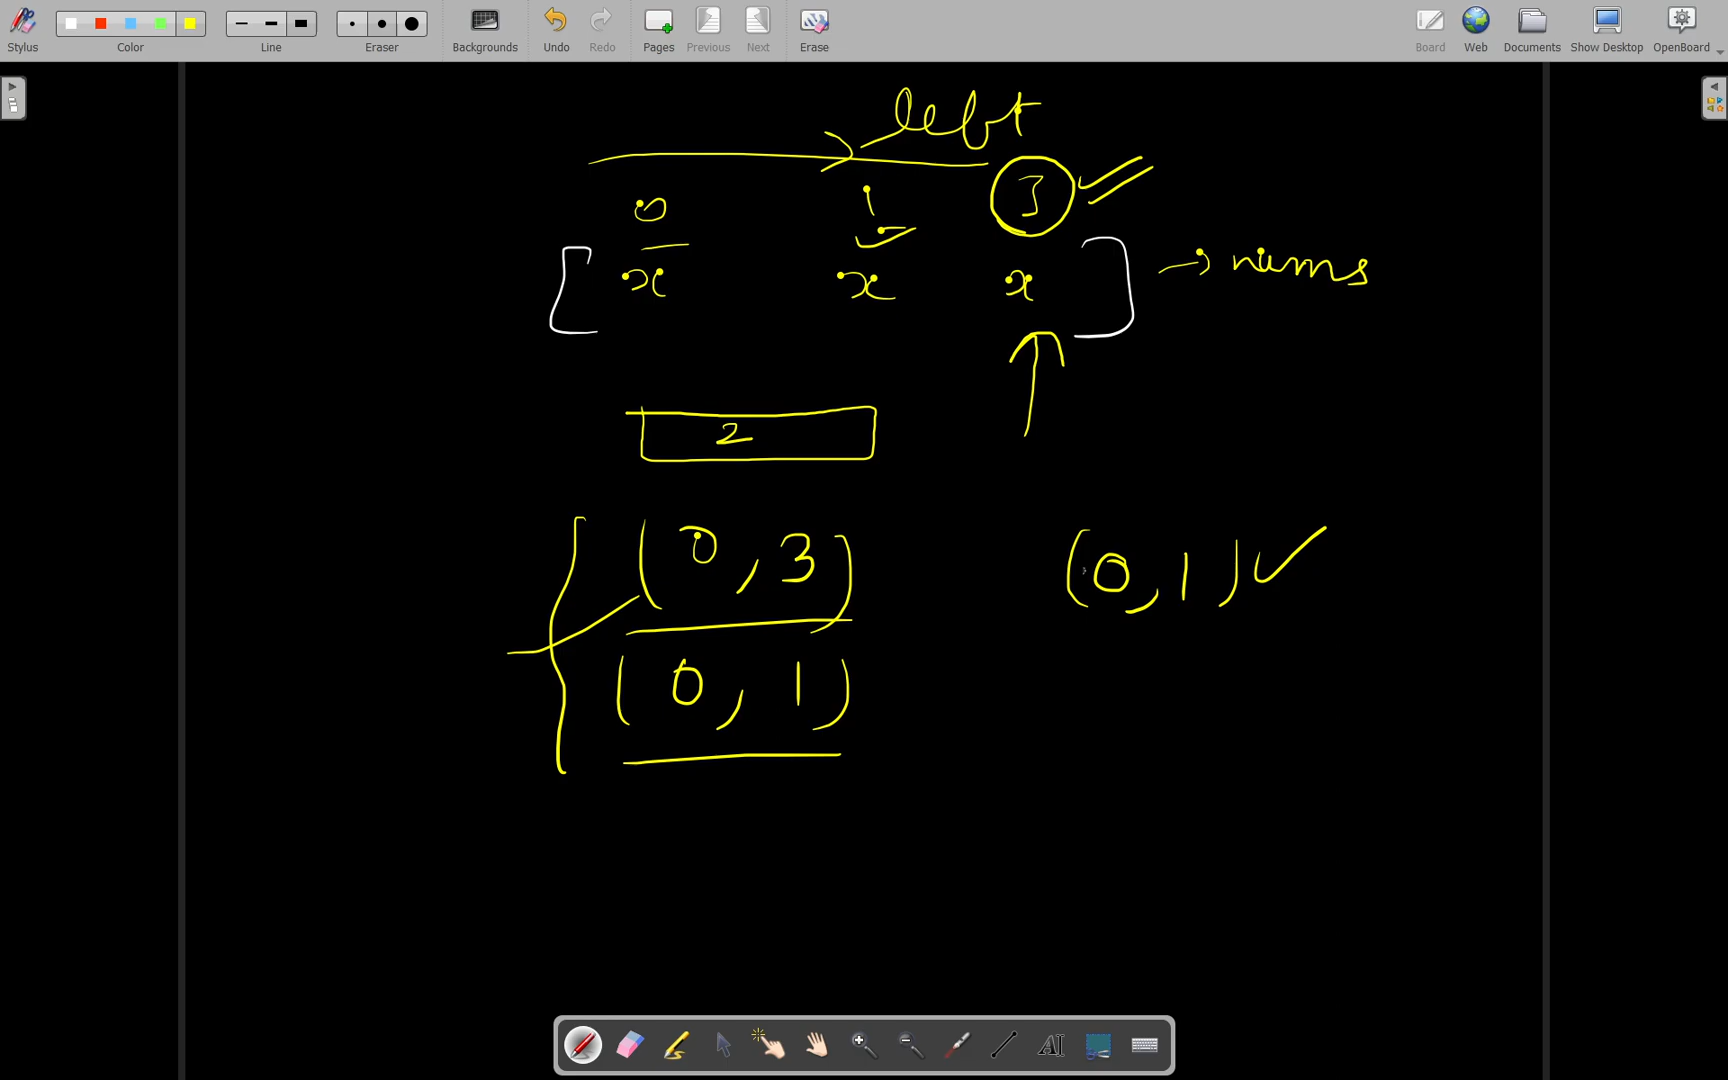 Stylus Color Line Eraser Backgrounds Undo Redo Pages Previous Next Erase Board Web Documents Show Desktop OpenBoard
left
0 1 3
[ x x x ] → nums
2
(0, 3)
(0, 1) ✓
(0, 1)
AI